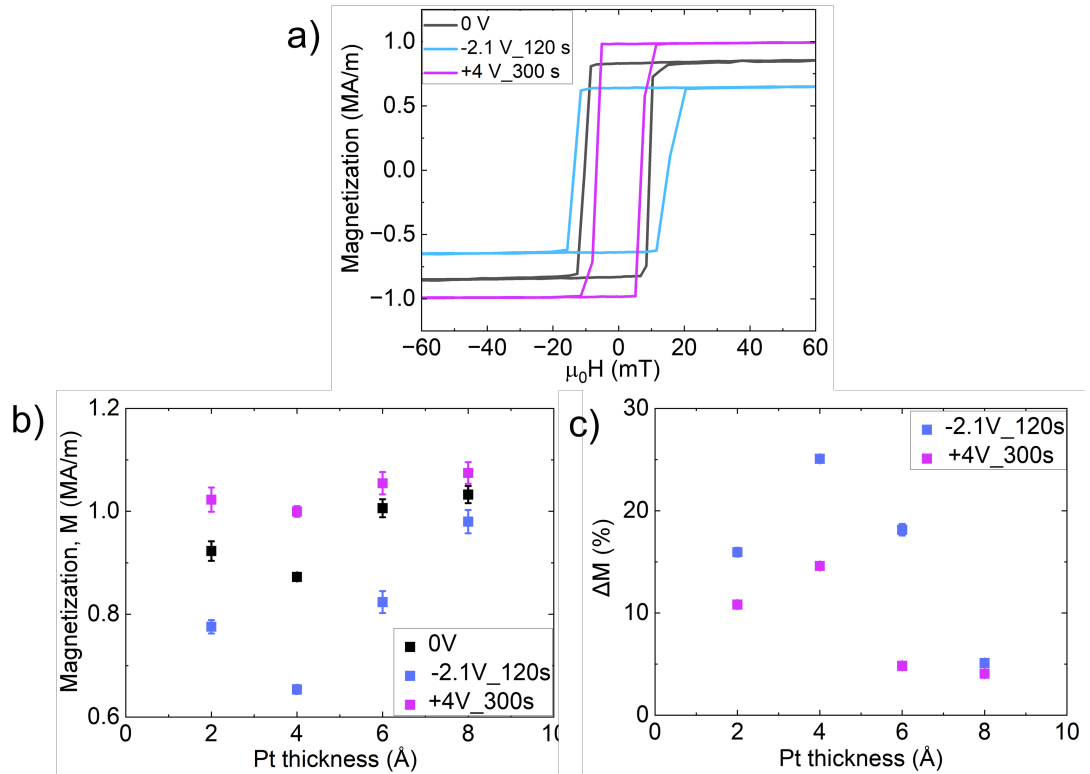 a)
0 V
-2.1 V_120 s
+4 V_300 s
Magnetization (MA/m)
1.0
0.5
0.0
−0.5
−1.0
−60 −40 −20 0 20 40 60
μ0H (mT)
b)
Magnetization, M (MA/m)
1.2
1.0
0.8
0.6
0V
-2.1V_120s
+4V_300s
0 2 4 6 8 10
Pt thickness (Å)
c)
ΔM (%)
30
20
10
0
-2.1V_120s
+4V_300s
0 2 4 6 8 10
Pt thickness (Å)